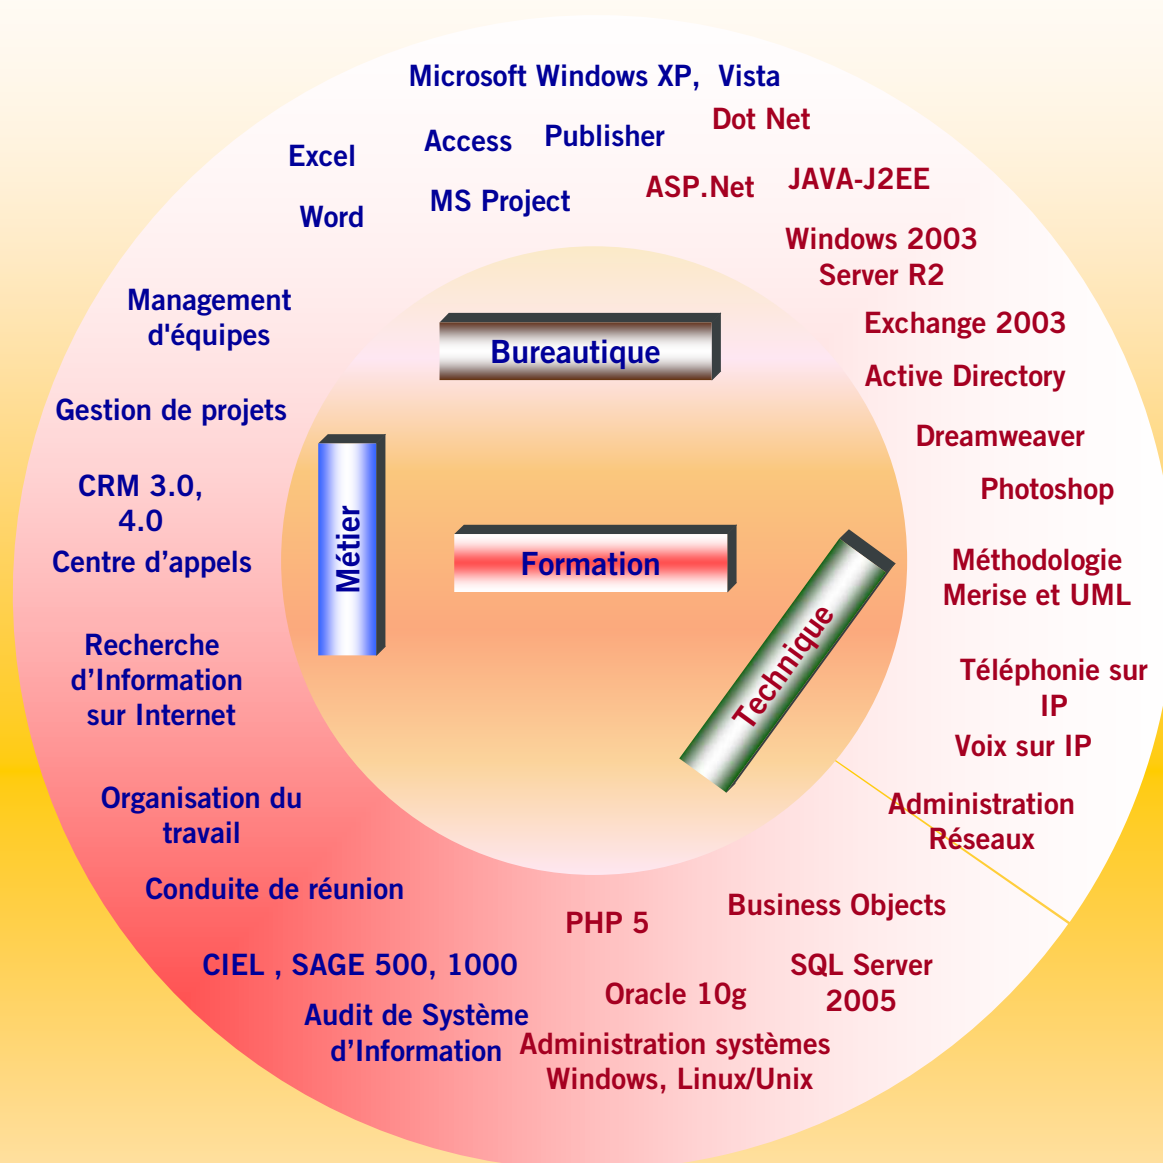 Microsoft Windows XP,  Vista
Dot Net
Access
Publisher
Excel
ASP.Net
JAVA-J2EE
MS Project
Word
Windows 2003
Server R2
Management
d'équipes
Exchange 2003
Bureautique
Active Directory
Gestion de projets
Dreamweaver
CRM 3.0,
4.0
Photoshop
Centre d’appels
Métier
Formation
Méthodologie
Merise et UML
Technique
Recherche
d’Information
sur Internet
Téléphonie sur
IP
Voix sur IP
Organisation du
travail
Administration
Réseaux
Conduite de réunion
PHP 5
Business Objects
CIEL , SAGE 500, 1000
SQL Server
2005
Oracle 10g
Audit de Système
d’Information
Administration systèmes
Windows, Linux/Unix